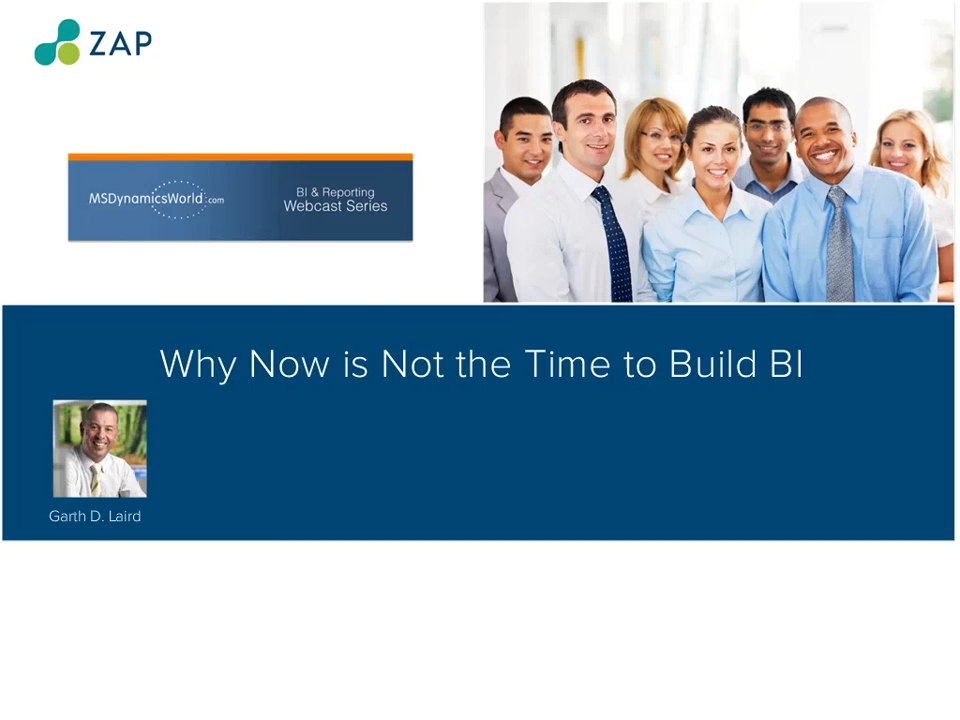 ZAP
MSDynamicsWorld.com
BI & Reporting
Webcast Series
Why Now is Not the Time to Build BI
Garth D. Laird